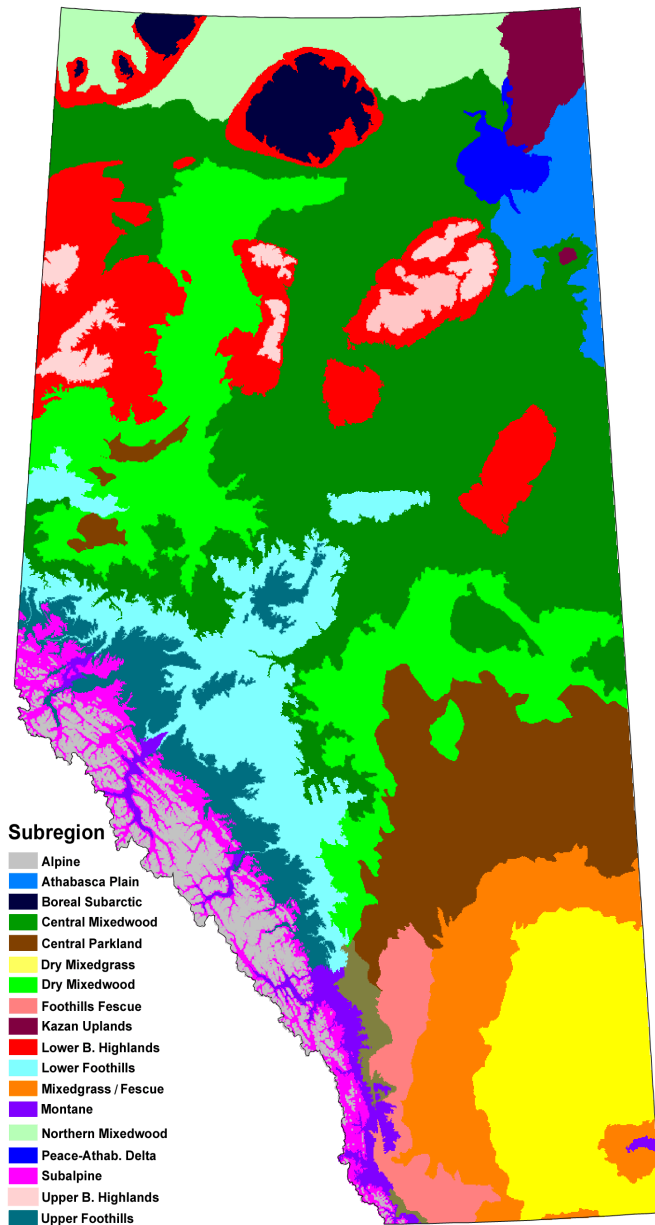 Subregion
Alpine
Athabasca Plain
Boreal Subarctic
Central Mixedwood
Central Parkland
Dry Mixedgrass
Dry Mixedwood
Foothills Fescue
Kazan Uplands
Lower B. Highlands
Lower Foothills
Mixedgrass / Fescue
Montane
Northern Mixedwood
Peace-Athab. Delta
Subalpine
Upper B. Highlands
Upper Foothills